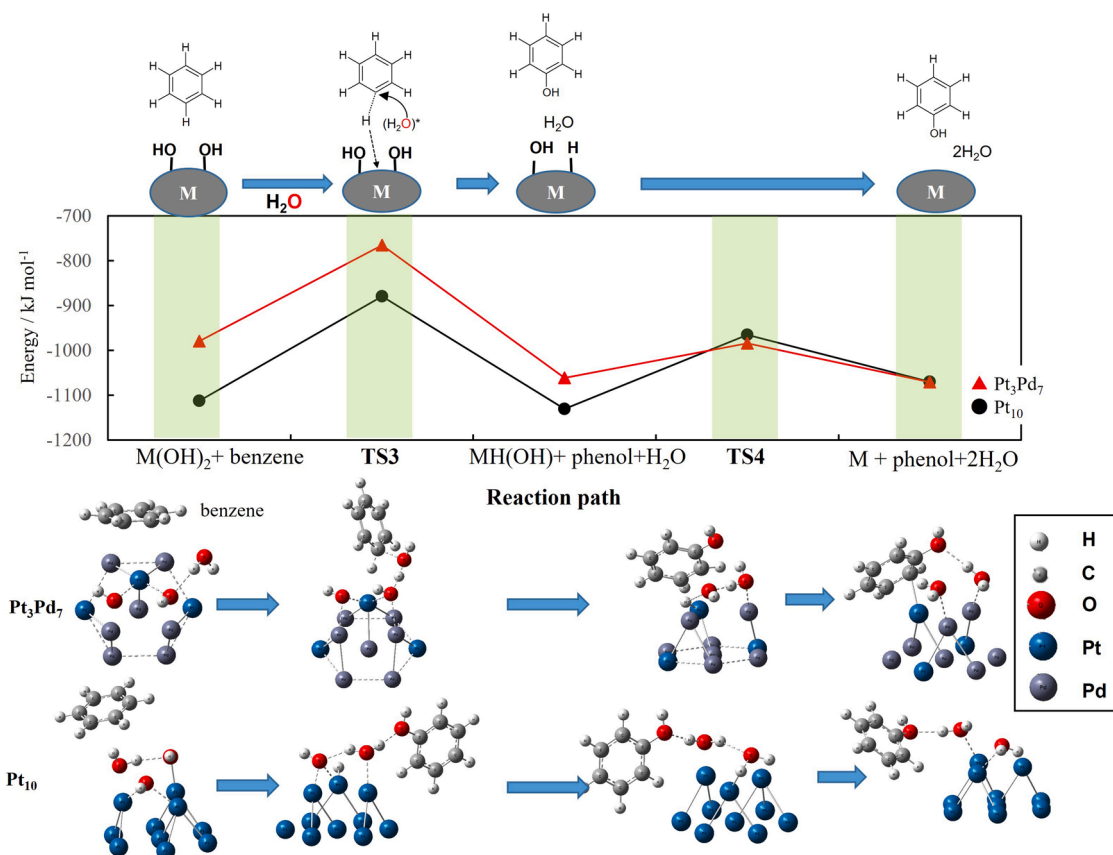 H
H H
H H
H
HO OH
M
H₂O
H
H H
H H
H
(H₂O)*
HO OH
M
H
H H
H H
OH
H₂O
OH H
M
H
H H
H H
OH
2H₂O
M
Energy / kJ mol⁻¹
-700
-800
-900
-1000
-1100
-1200
Pt₃Pd₇
Pt₁₀
M(OH)₂+ benzene TS3 MH(OH)+ phenol+H₂O TS4 M + phenol+2H₂O
Reaction path
benzene
Pt₃Pd₇
Pt₁₀
H
C
O
Pt
Pd